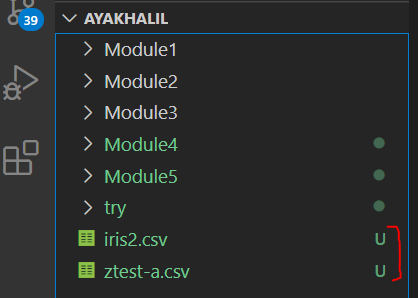 39
AYAKHALIL
Module1
Module2
Module3
Module4
Module5
try
iris2.csv U
ztest-a.csv U